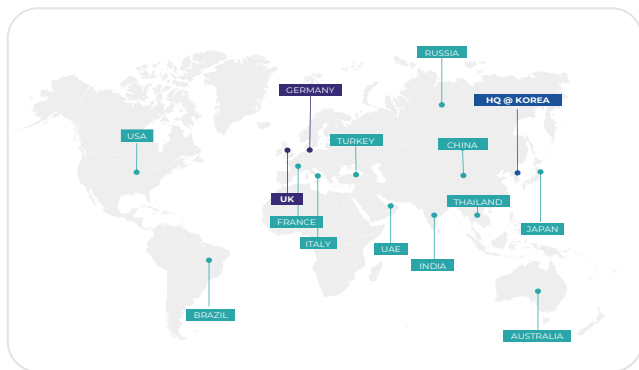 RUSSIA
GERMANY
HQ @ KOREA
USA
TURKEY
CHINA
UK
THAILAND
FRANCE
JAPAN
ITALY
UAE
INDIA
BRAZIL
AUSTRALIA